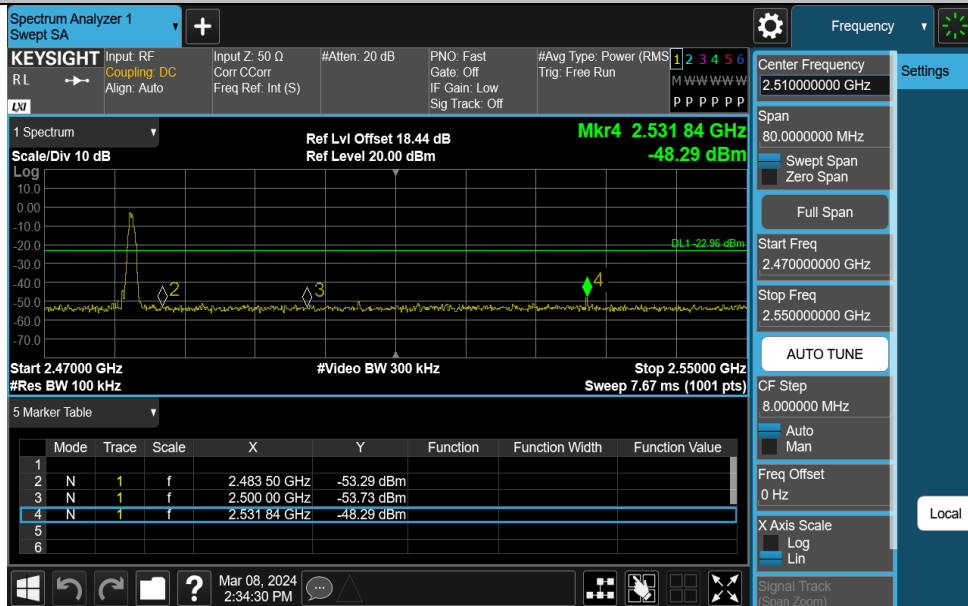 Spectrum Analyzer 1
Swept SA
+
Frequency
KEYSIGHT
RL
LXI
Input: RF
Coupling: DC
Align: Auto
Input Z: 50 Ω
Corr CCorr
Freq Ref: Int (S)
#Atten: 20 dB
PNO: Fast
Gate: Off
IF Gain: Low
Sig Track: Off
#Avg Type: Power (RMS
Trig: Free Run
1 2 3 4 5 6
M W W W W W
P P P P P P
1 Spectrum
Scale/Div 10 dB
Ref Lvl Offset 18.44 dB
Ref Level 20.00 dBm
Mkr4 2.531 84 GHz
-48.29 dBm
Log
10.0
0.00
-10.0
-20.0
DL1 -22.96 dBm
-30.0
-40.0
-50.0
-60.0
-70.0
2
3
4
Start 2.47000 GHz
#Res BW 100 kHz
#Video BW 300 kHz
Stop 2.55000 GHz
Sweep 7.67 ms (1001 pts)
5 Marker Table
Mode Trace Scale X Y Function Function Width Function Value
1
2 N 1 f 2.483 50 GHz -53.29 dBm
3 N 1 f 2.500 00 GHz -53.73 dBm
4 N 1 f 2.531 84 GHz -48.29 dBm
5
6
?
Mar 08, 2024
2:34:30 PM
Center Frequency
2.510000000 GHz
Span
80.0000000 MHz
Swept Span
Zero Span
Full Span
Start Freq
2.470000000 GHz
Stop Freq
2.550000000 GHz
AUTO TUNE
CF Step
8.000000 MHz
Auto
Man
Freq Offset
0 Hz
X Axis Scale
Log
Lin
Signal Track
(Span Zoom)
Settings
Local